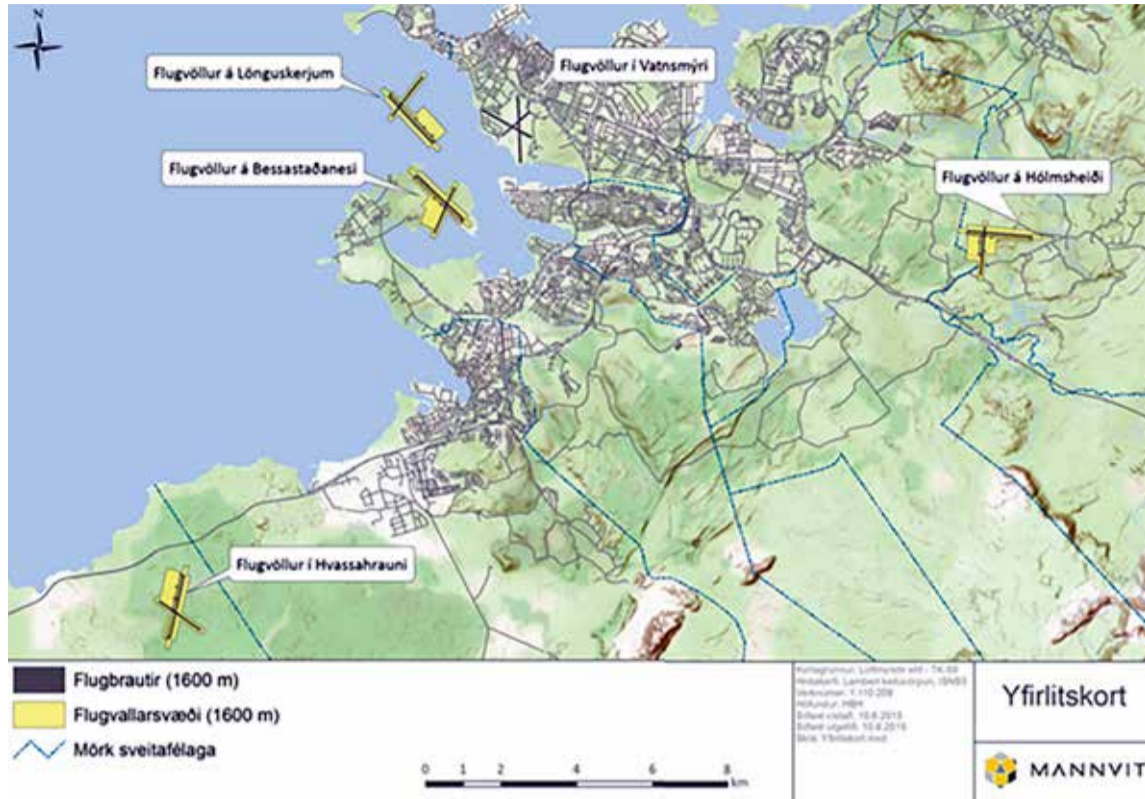 N
Flugvöllur á Lönguskerjum
Flugvöllur í Vatnsmýri
Flugvöllur á Bessastaðanesi
Flugvöllur á Hólmsheiði
Flugvöllur í Hvassahrauni
Flugbrautir (1600 m)
Flugvallarsvæði (1600 m)
Mörk sveitafélaga
0 1 2 4 6 8
km
Yfirlitskort
MANNVIT